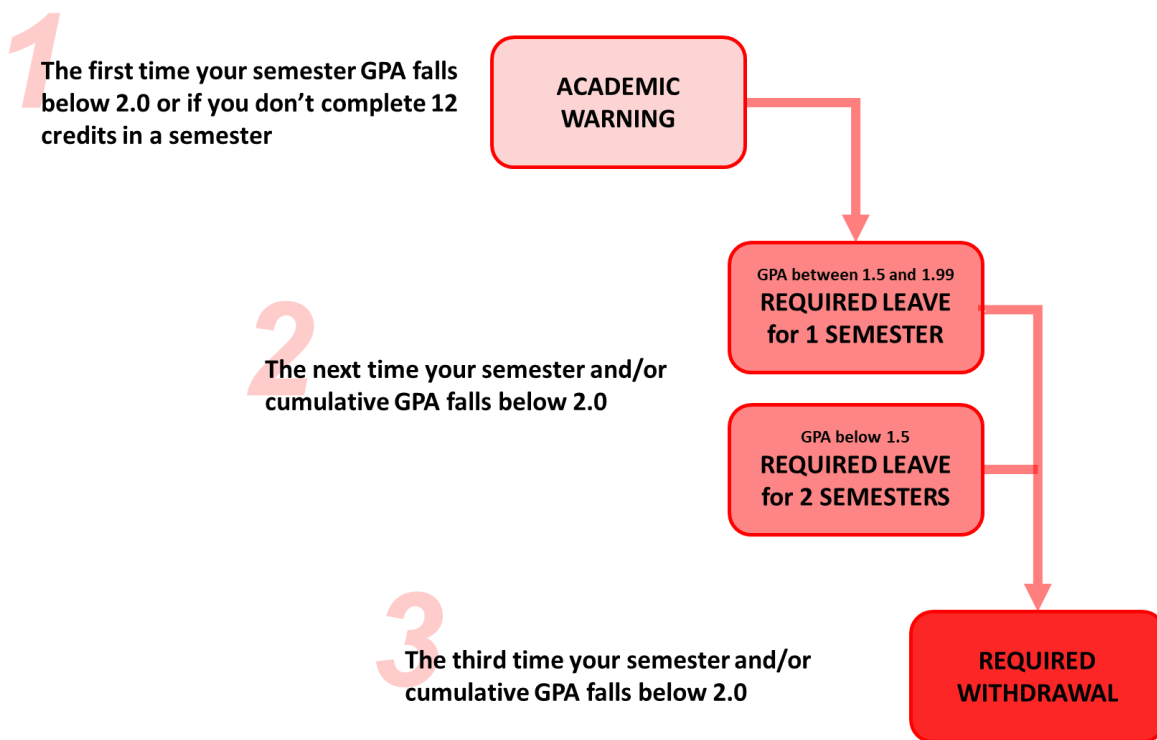 1
The first time your semester GPA falls
below 2.0 or if you don’t complete 12
credits in a semester
ACADEMIC
WARNING
2
The next time your semester and/or
cumulative GPA falls below 2.0
GPA between 1.5 and 1.99
REQUIRED LEAVE
for 1 SEMESTER
GPA below 1.5
REQUIRED LEAVE
for 2 SEMESTERS
3
The third time your semester and/or
cumulative GPA falls below 2.0
REQUIRED
WITHDRAWAL